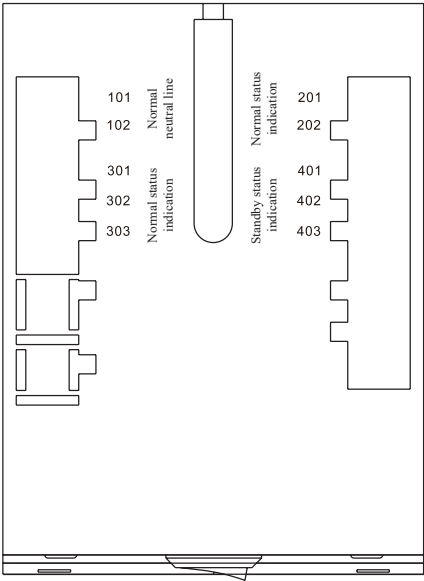 101
102
Normal
neutral line
301
302
303
Normal status
indication
Normal status
indication
201
202
Standby status
indication
401
402
403